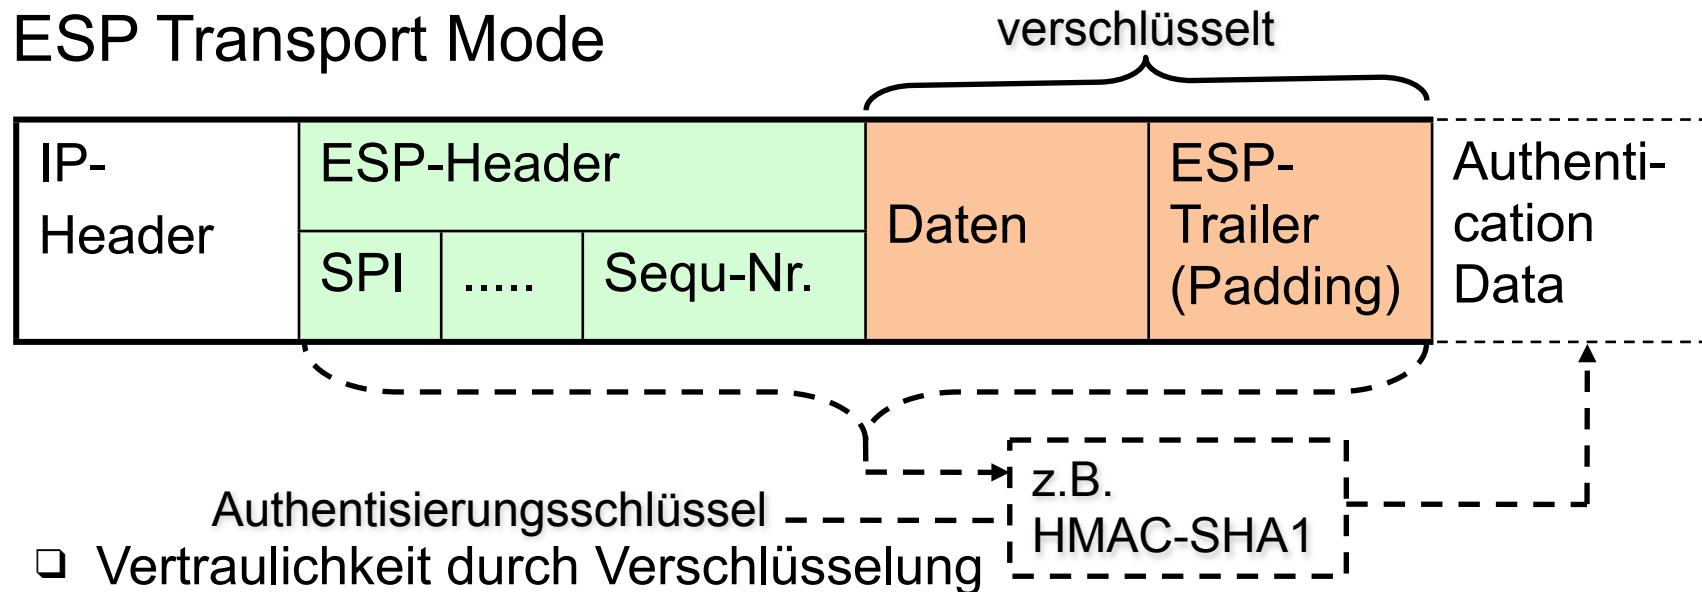 ESP Transport Mode
verschlüsselt
IP-
Header
ESP-Header
SPI
.....
Sequ-Nr.
Daten
ESP-
Trailer
(Padding)
Authenti-
cation
Data
z.B.
HMAC-SHA1
Authentisierungsschlüssel
❑ Vertraulichkeit durch Verschlüsselung